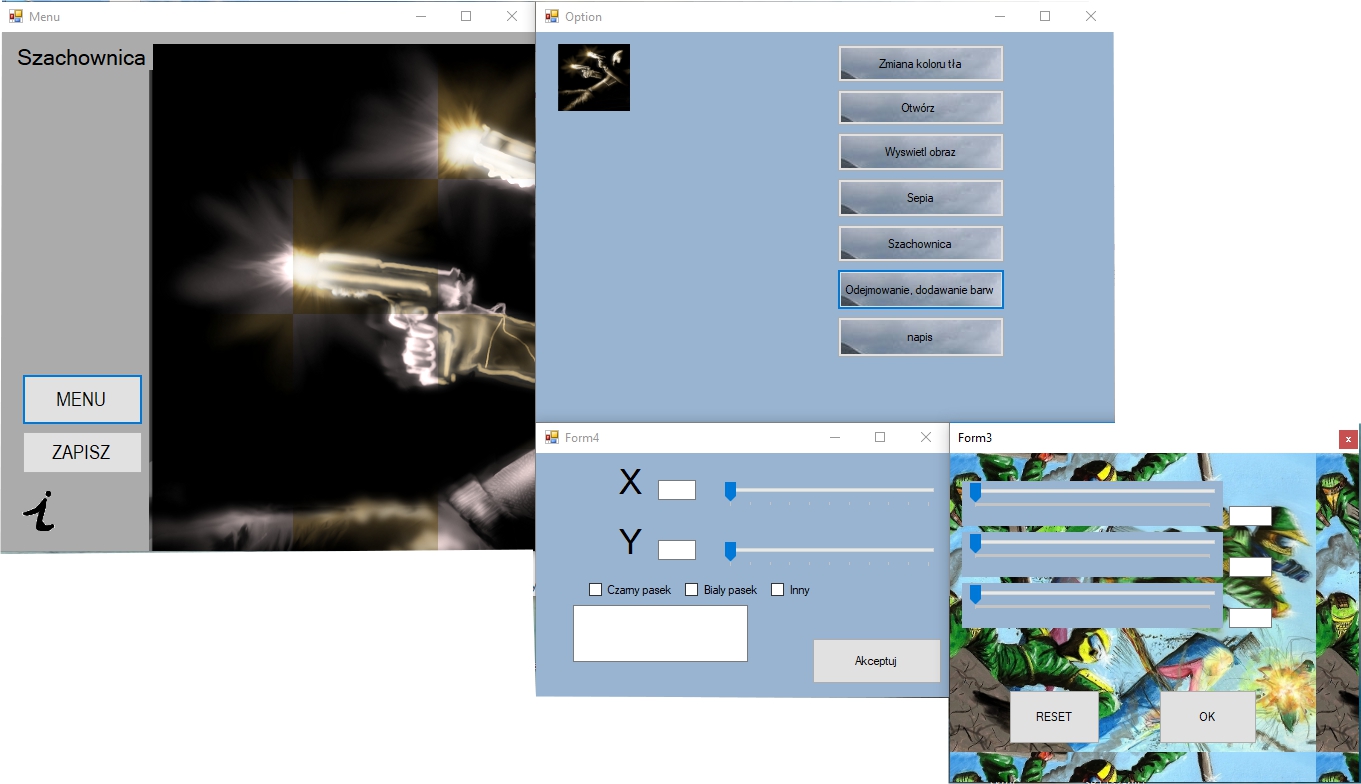 Menu
Szachownica
MENU
ZAPISZ
i
Option
Zmiana koloru tła
Otwórz
Wyswietl obraz
Sepia
Szachownica
Odejmowanie, dodawanie barw
napis
Form4
X
Y
Czarny pasek
Bialy pasek
Inny
Akceptuj
Form3
x
RESET
OK